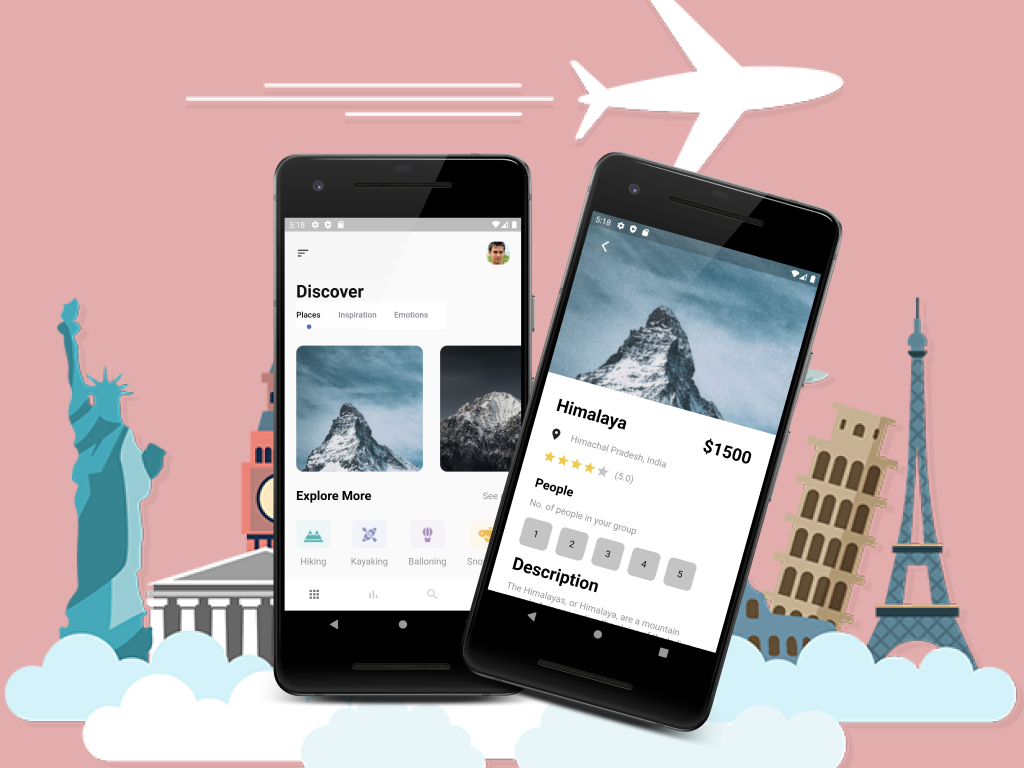 5:18
Discover
Places Inspiration Emotions
Explore More See
Hiking Kayaking Balloning
5:18
Himalaya
$1500
Himachal Pradesh, India
(5.0)
People
No. of people in your group
1 2 3 4 5
Description
The Himalayas, or Himalaya, are a mountain